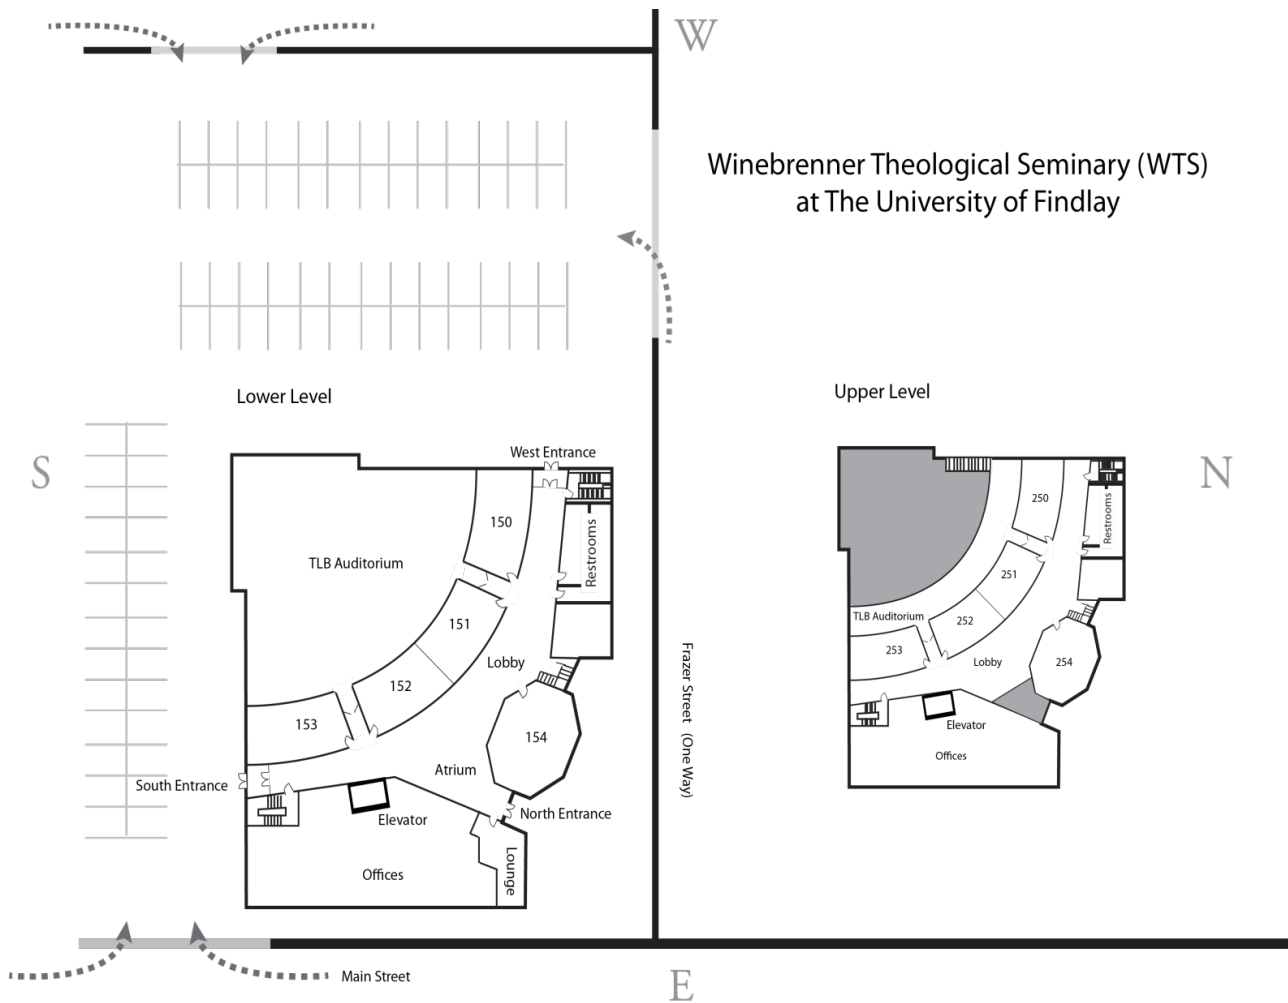 W
Winebrenner Theological Seminary (WTS)
at The University of Findlay
Lower Level
Upper Level
S
N
West Entrance
150
Restrooms
TLB Auditorium
151
Lobby
152
153
154
Atrium
South Entrance
Elevator
North Entrance
Offices
Lounge
Frazer Street (One Way)
250
Restrooms
251
TLB Auditorium
252
253
Lobby
254
Elevator
Offices
Main Street
E